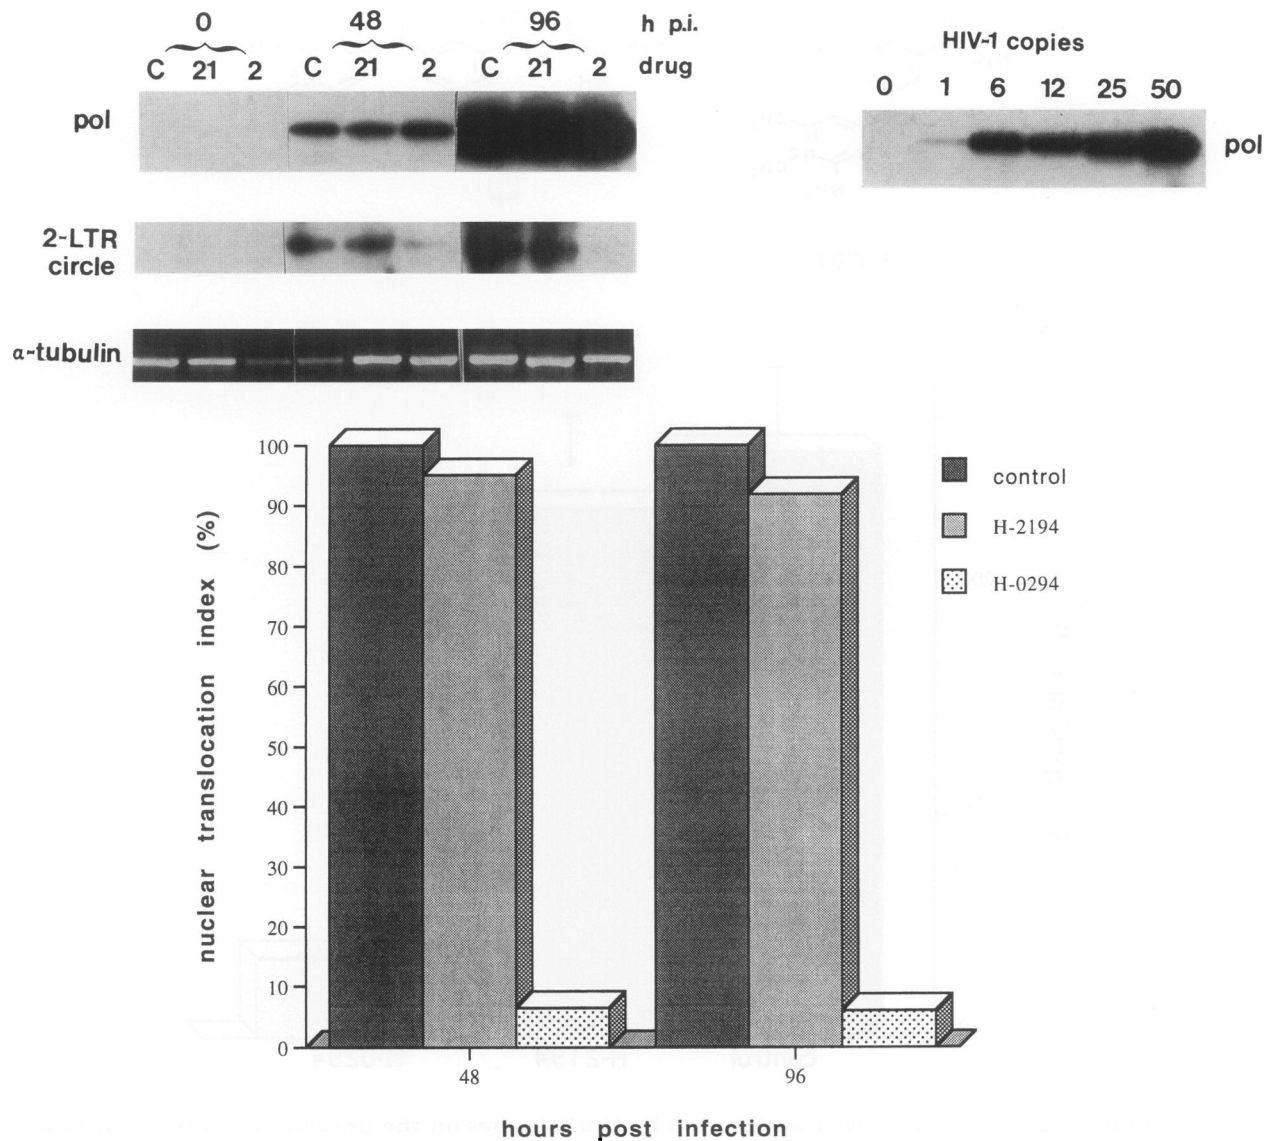 0 48 96 h p.i.
C 21 2 C 21 2 C 21 2 drug
pol
2-LTR
circle
α-tubulin
HIV-1 copies
0 1 6 12 25 50
pol
nuclear translocation index (%)
100
90
80
70
60
50
40
30
20
10
0
48 96
hours post infection
control
H-2194
H-0294